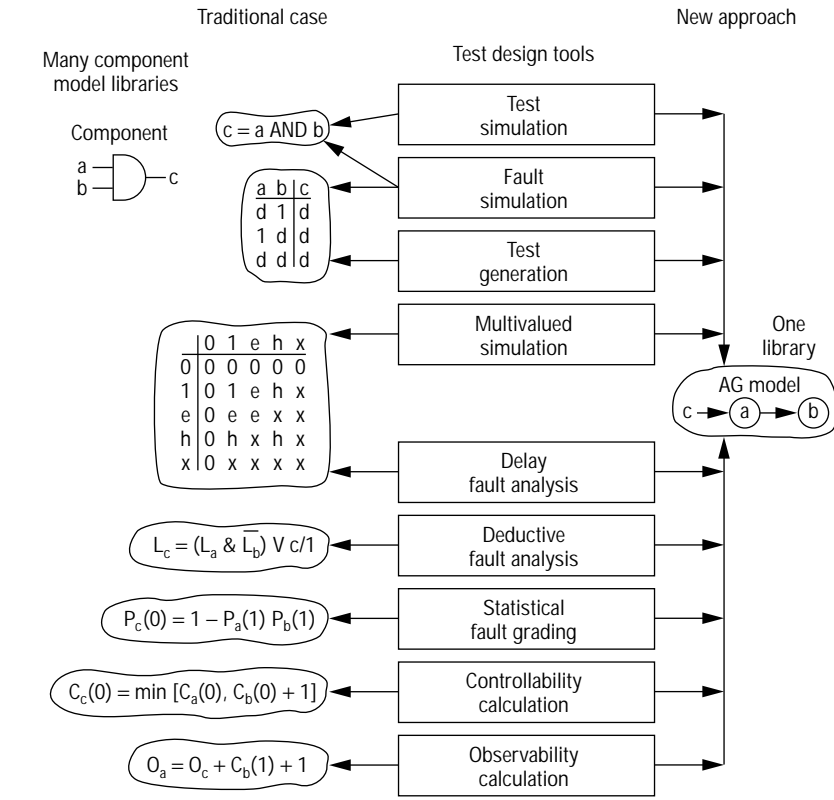 Traditional case
New approach
Many component
model libraries
Test design tools
Component
a
b
c
c = a AND b
Test
simulation
a b c
d 1 d
1 d d
d d d
Fault
simulation
Test
generation
0 1 e h x
0 0 0 0 0 0
1 0 1 e h x
e 0 e e x x
h 0 h x h x
x 0 x x x x
Multivalued
simulation
One
library
AG model
c a b
Delay
fault analysis
L_c = (L_a & L̅_b) V c/1
Deductive
fault analysis
P_c(0) = 1 – P_a(1) P_b(1)
Statistical
fault grading
C_c(0) = min [C_a(0), C_b(0) + 1]
Controllability
calculation
O_a = O_c + C_b(1) + 1
Observability
calculation